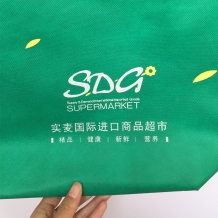 SDG
SUPERMARKET
实麦国际进口商品超市
精品 | 健康 | 新鲜 | 营养